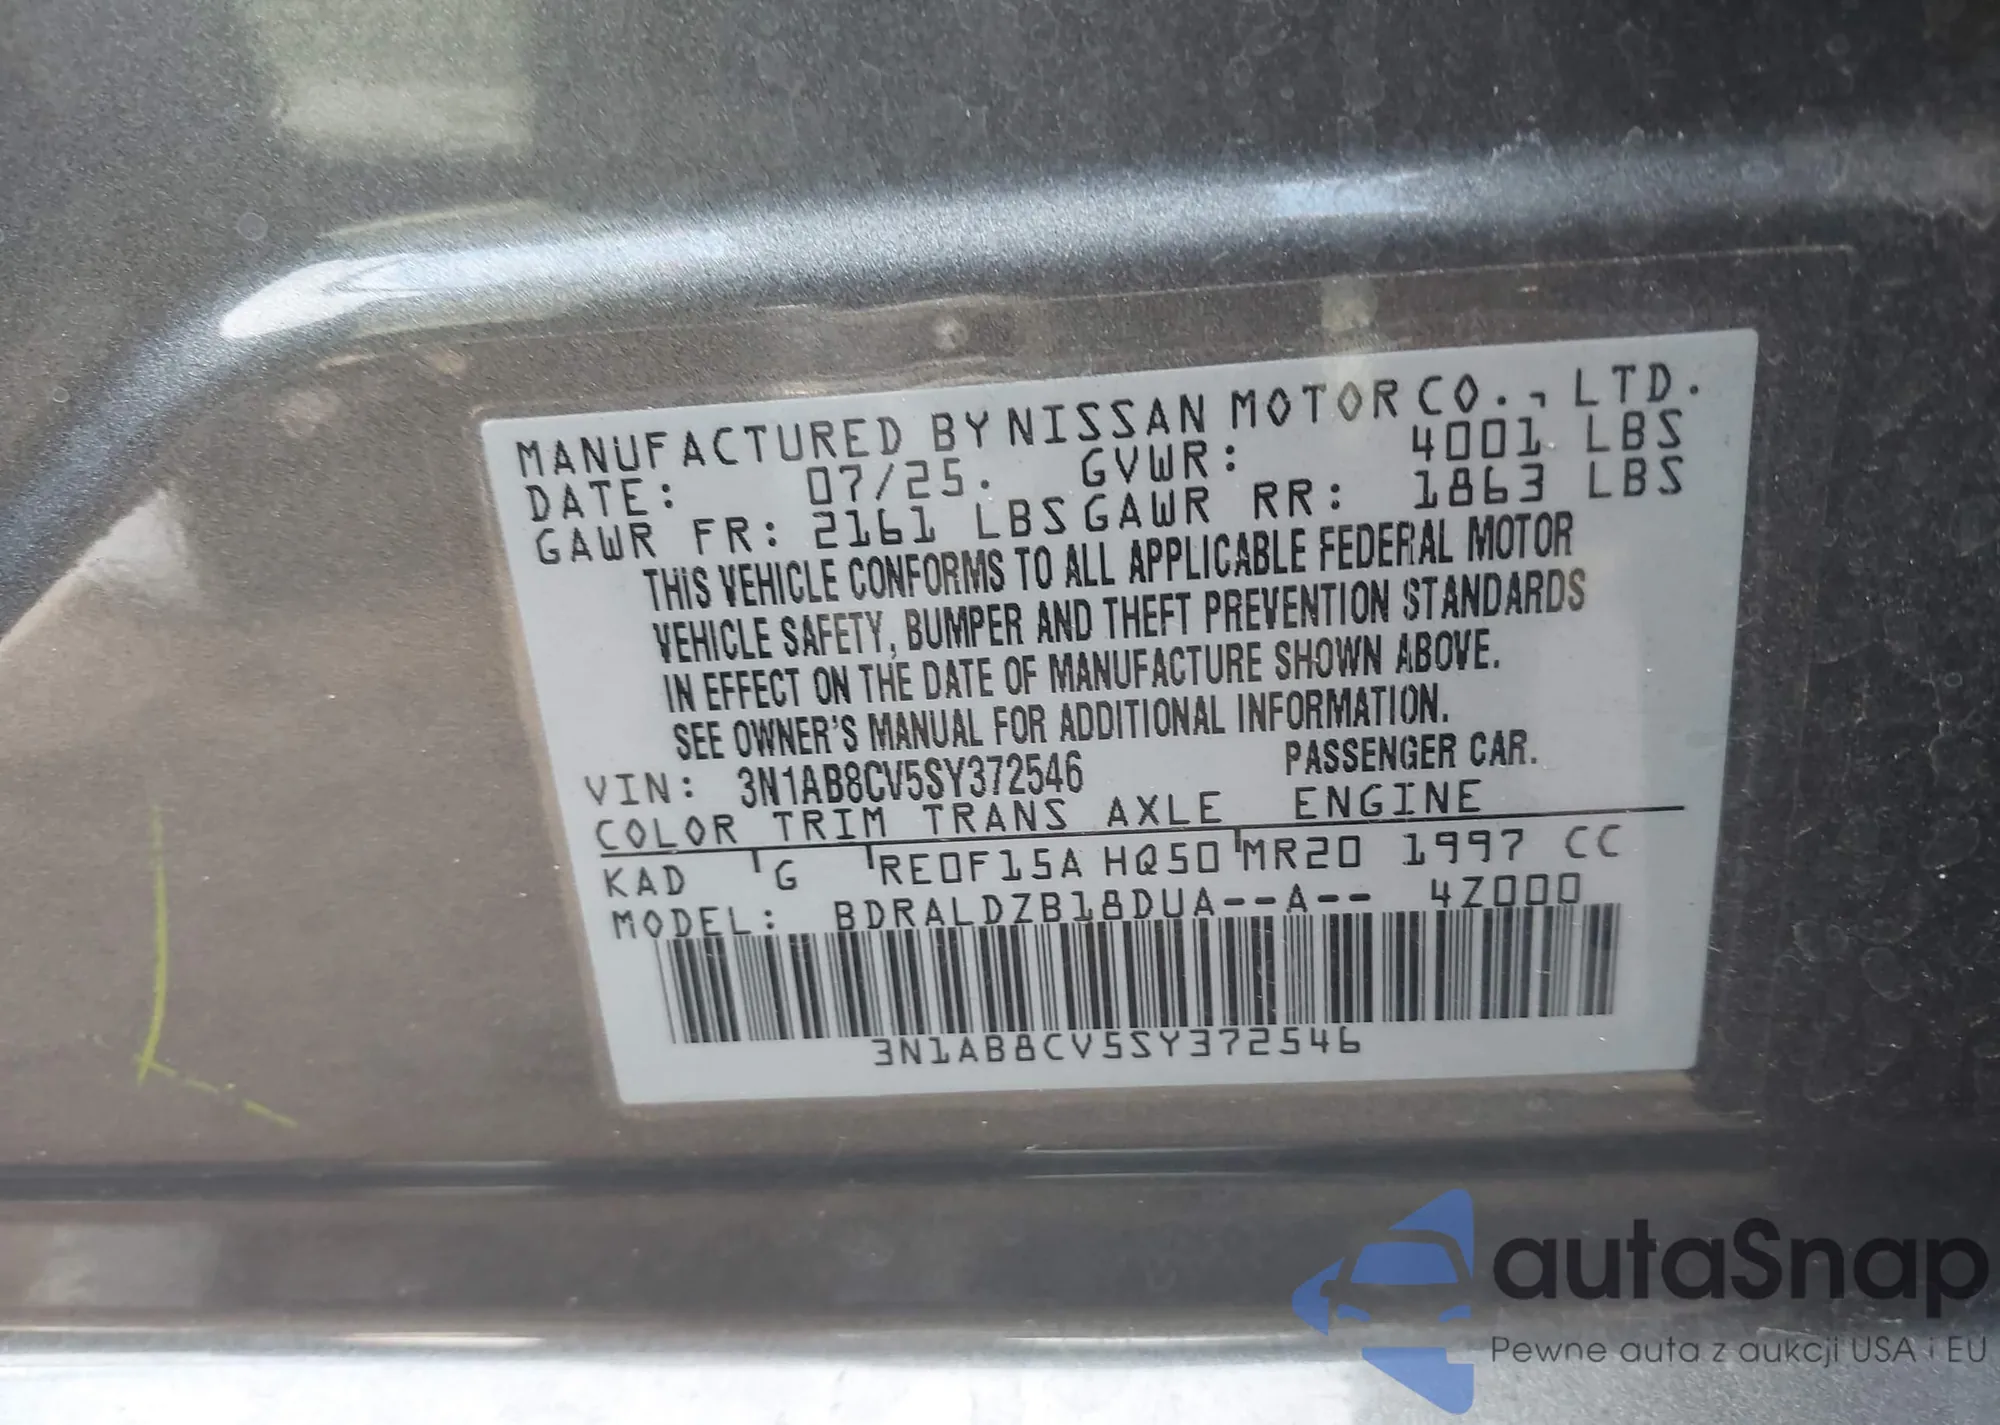 MANUFACTURED BY NISSAN MOTOR CO., LTD.
DATE: 07/25. GVWR: 4001 LBS
GAWR FR: 2161 LBS GAWR RR: 1863 LBS
THIS VEHICLE CONFORMS TO ALL APPLICABLE FEDERAL MOTOR
VEHICLE SAFETY, BUMPER AND THEFT PREVENTION STANDARDS
IN EFFECT ON THE DATE OF MANUFACTURE SHOWN ABOVE.
SEE OWNER'S MANUAL FOR ADDITIONAL INFORMATION.
VIN: 3N1AB8CV5SY372546 PASSENGER CAR.
COLOR TRIM TRANS AXLE ENGINE
KAD G RE0F15A HQ50 MR20 1997 CC
MODEL: BDRALDZB18DUA--A-- 4Z000
3N1AB8CV5SY372546
autaSnap
Pewne auta z aukcji USA i EU